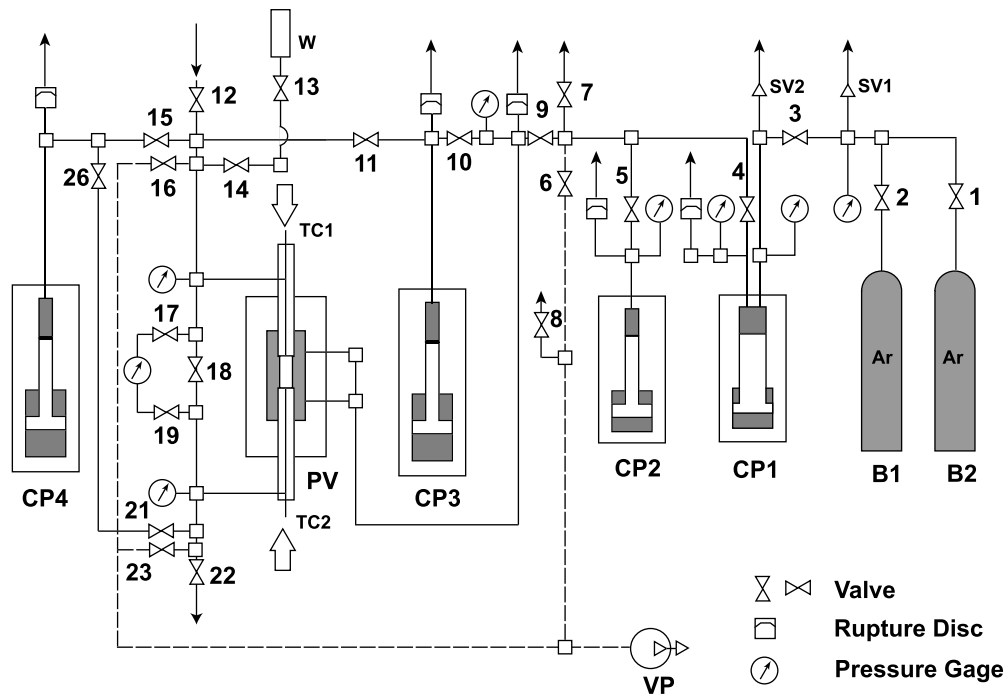 W
SV2
SV1
12
13
7
9
3
15
11
10
26
16
14
6
5
4
2
1
TC1
17
8
18
Ar
Ar
19
PV
CP4
CP3
CP2
CP1
B1
B2
21
TC2
23
22
Valve
Rupture Disc
Pressure Gage
VP